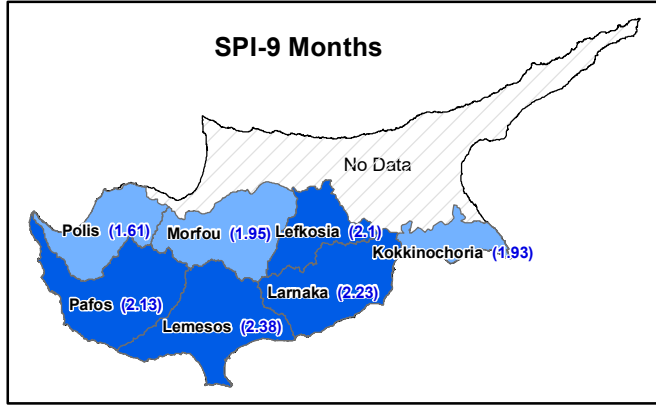 SPI-9 Months
No Data
Polis (1.61)
Morfou (1.95)
Lefkosia (2.1)
Kokkinochoria (1.93)
Pafos (2.13)
Lemesos (2.38)
Larnaka (2.23)